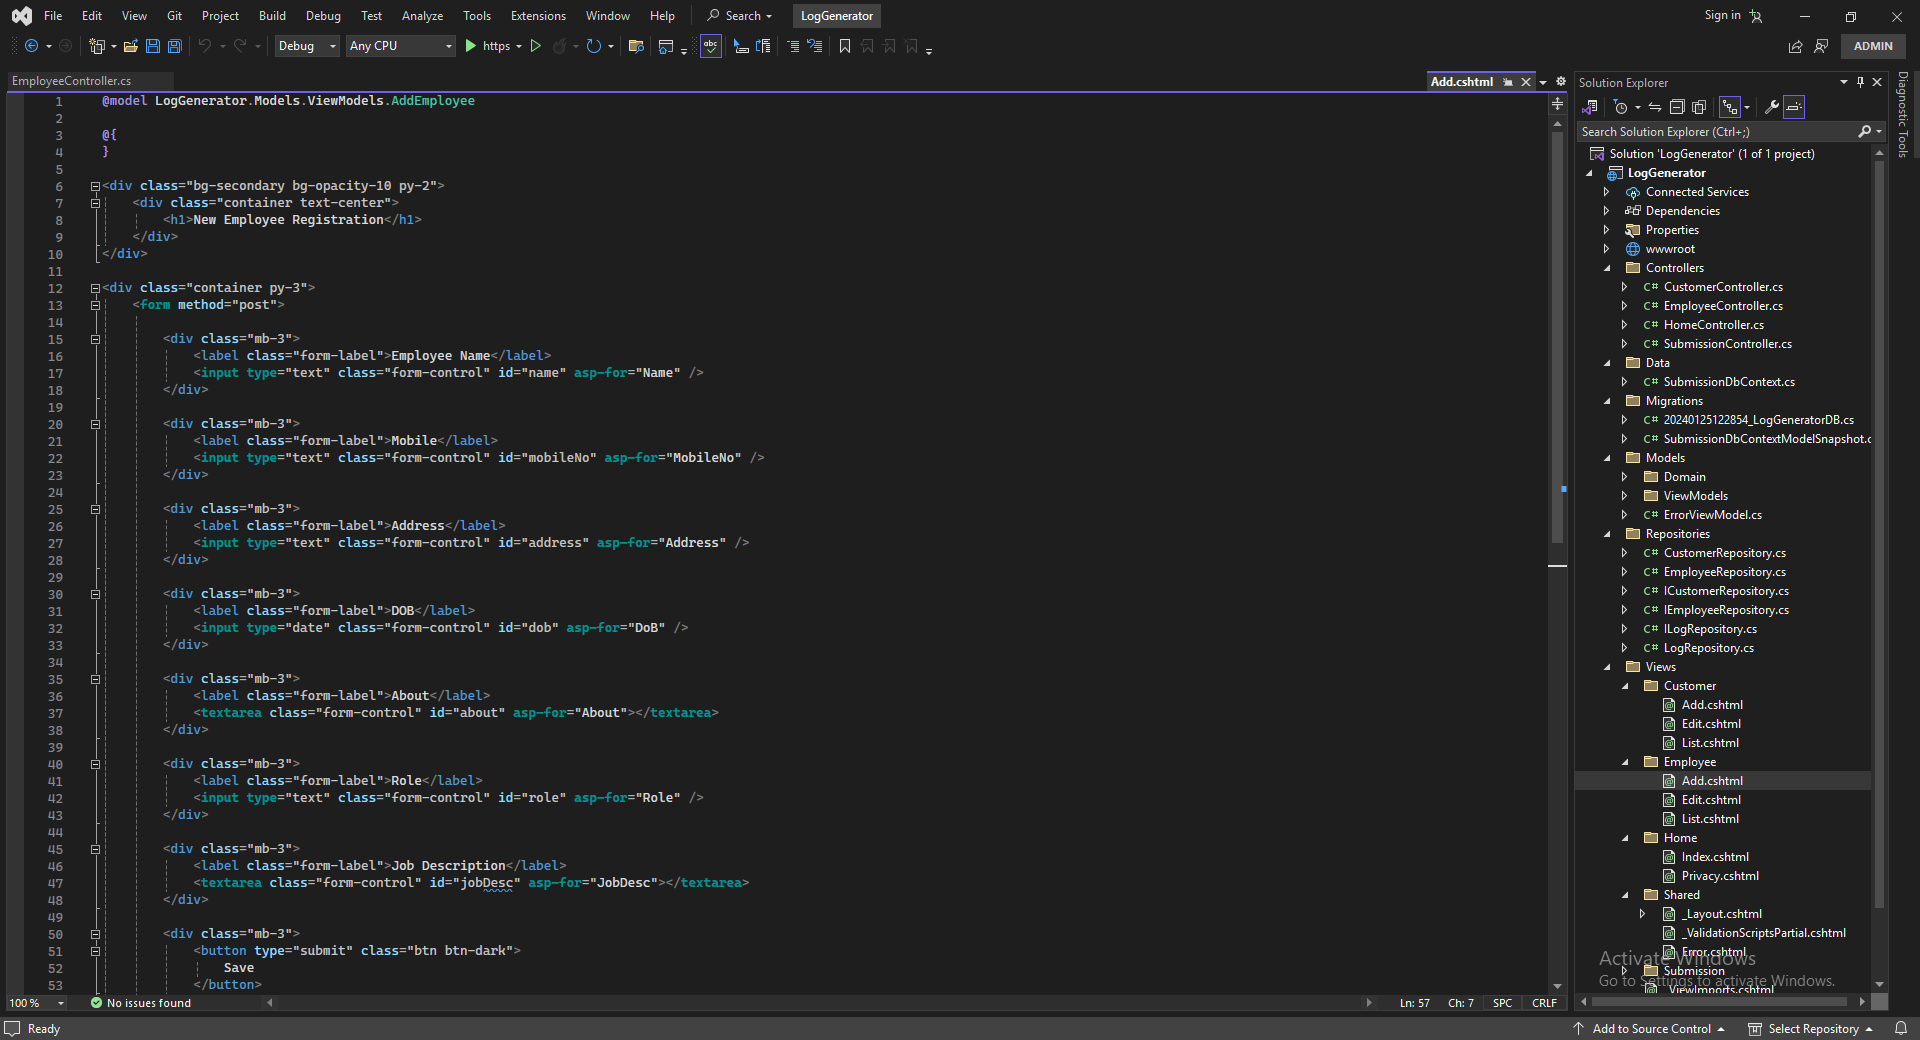 File Edit View Git Project Build Debug Test Analyze Tools Extensions Window Help Search LogGenerator Sign in
Debug Any CPU https abc ADMIN
EmployeeController.cs Add.cshtml
1 @model LogGenerator.Models.ViewModels.AddEmployee
2
3 @{
4 }
5
6 <div class="bg-secondary bg-opacity-10 py-2">
7 <div class="container text-center">
8 <h1>New Employee Registration</h1>
9 </div>
10 </div>
11
12 <div class="container py-3">
13 <form method="post">
14
15 <div class="mb-3">
16 <label class="form-label">Employee Name</label>
17 <input type="text" class="form-control" id="name" asp-for="Name" />
18 </div>
19
20 <div class="mb-3">
21 <label class="form-label">Mobile</label>
22 <input type="text" class="form-control" id="mobileNo" asp-for="MobileNo" />
23 </div>
24
25 <div class="mb-3">
26 <label class="form-label">Address</label>
27 <input type="text" class="form-control" id="address" asp-for="Address" />
28 </div>
29
30 <div class="mb-3">
31 <label class="form-label">DOB</label>
32 <input type="date" class="form-control" id="dob" asp-for="DoB" />
33 </div>
34
35 <div class="mb-3">
36 <label class="form-label">About</label>
37 <textarea class="form-control" id="about" asp-for="About"></textarea>
38 </div>
39
40 <div class="mb-3">
41 <label class="form-label">Role</label>
42 <input type="text" class="form-control" id="role" asp-for="Role" />
43 </div>
44
45 <div class="mb-3">
46 <label class="form-label">Job Description</label>
47 <textarea class="form-control" id="jobDesc" asp-for="JobDesc"></textarea>
48 </div>
49
50 <div class="mb-3">
51 <button type="submit" class="btn btn-dark">
52 Save
53 </button>
100 % No issues found Ln: 57 Ch: 7 SPC CRLF
Solution Explorer
Search Solution Explorer (Ctrl+;)
Solution 'LogGenerator' (1 of 1 project)
LogGenerator
Connected Services
Dependencies
Properties
wwwroot
Controllers
C# CustomerController.cs
C# EmployeeController.cs
C# HomeController.cs
C# SubmissionController.cs
Data
C# SubmissionDbContext.cs
Migrations
C# 20240125122854_LogGeneratorDB.cs
C# SubmissionDbContextModelSnapshot.c
Models
Domain
ViewModels
C# ErrorViewModel.cs
Repositories
C# CustomerRepository.cs
C# EmployeeRepository.cs
C# ICustomerRepository.cs
C# IEmployeeRepository.cs
C# ILogRepository.cs
C# LogRepository.cs
Views
Customer
Add.cshtml
Edit.cshtml
List.cshtml
Employee
Add.cshtml
Edit.cshtml
List.cshtml
Home
Index.cshtml
Privacy.cshtml
Shared
_Layout.cshtml
_ValidationScriptsPartial.cshtml
Error.cshtml
Submission
_ViewImports.cshtml
Activate Windows
Go to Settings to activate Windows.
Diagnostic Tools
Ready Add to Source Control Select Repository